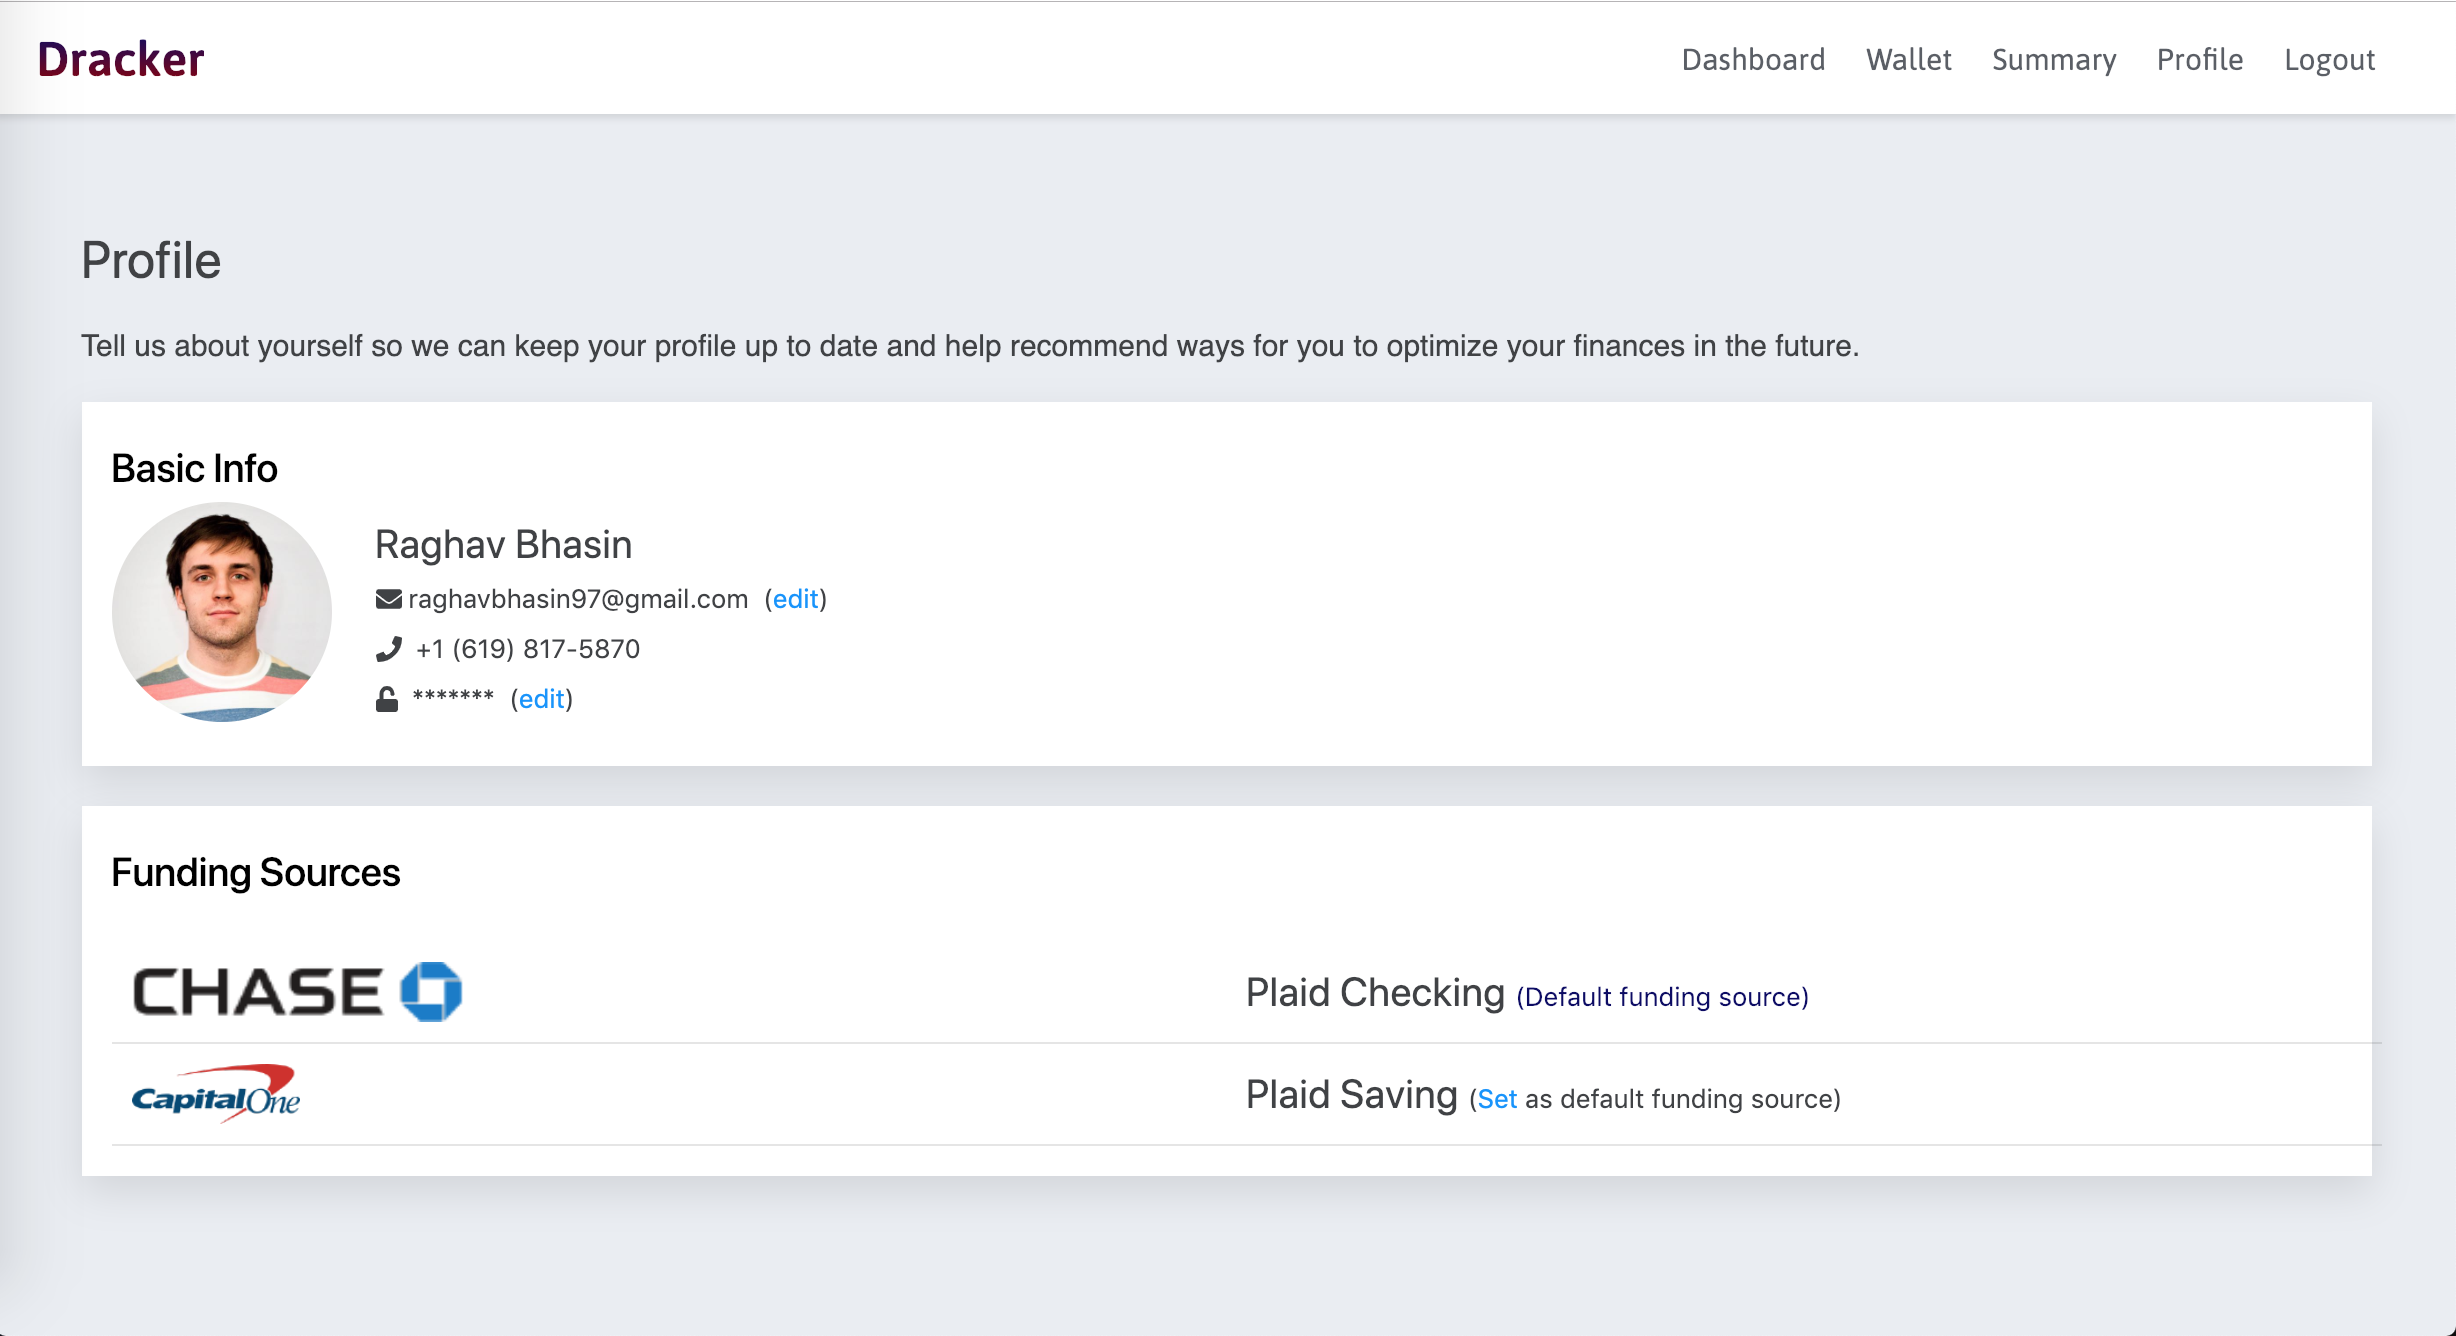 Dracker
Dashboard Wallet Summary Profile Logout
Profile
Tell us about yourself so we can keep your profile up to date and help recommend ways for you to optimize your finances in the future.
Basic Info
Raghav Bhasin
raghavbhasin97@gmail.com (edit)
+1 (619) 817-5870
******* (edit)
Funding Sources
CHASE Plaid Checking (Default funding source)
CapitalOne Plaid Saving (Set as default funding source)